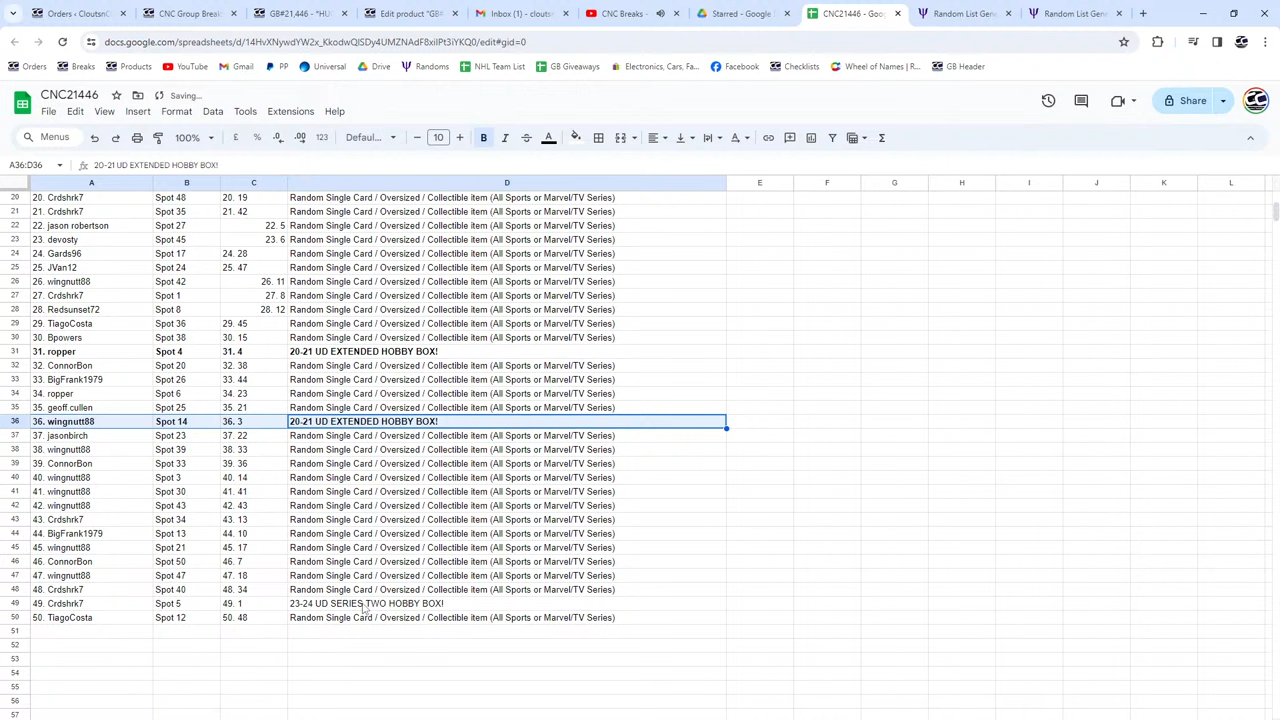 Orders ‹ CloutsnC
CNC Group Break
GB#21,446 - *HU
Edit product "GB
Inbox (1) - clouts
CNC Breaks -
Starred - Google
CNC21446 - Goo
Random List Gen
Random List Gen
docs.google.com/spreadsheets/d/14HvXNywdYW2x_KkodwQlSDy4UMZNAdF8xilPt3iYKQ0/edit#gid=0
Orders Breaks Products YouTube Gmail PP Universal Drive Randoms NHL Team List GB Giveaways Electronics, Cars, Fa... Facebook Checklists Wheel of Names | R... GB Header
CNC21446 Saving...
File Edit View Insert Format Data Tools Extensions Help
Share
Menus 100% £ % .0 .00 123 Defaul... − 10 + B I A Σ
A36:D36 fx 20-21 UD EXTENDED HOBBY BOX!
A B C D E F G H I J K L
20 20. Crdshrk7 Spot 48 20. 19 Random Single Card / Oversized / Collectible item (All Sports or Marvel/TV Series)
21 21. Crdshrk7 Spot 35 21. 42 Random Single Card / Oversized / Collectible item (All Sports or Marvel/TV Series)
22 22. jason robertson Spot 27 22. 5 Random Single Card / Oversized / Collectible item (All Sports or Marvel/TV Series)
23 23. devosty Spot 45 23. 6 Random Single Card / Oversized / Collectible item (All Sports or Marvel/TV Series)
24 24. Gards96 Spot 17 24. 28 Random Single Card / Oversized / Collectible item (All Sports or Marvel/TV Series)
25 25. JVan12 Spot 24 25. 47 Random Single Card / Oversized / Collectible item (All Sports or Marvel/TV Series)
26 26. wingnutt88 Spot 42 26. 11 Random Single Card / Oversized / Collectible item (All Sports or Marvel/TV Series)
27 27. Crdshrk7 Spot 1 27. 8 Random Single Card / Oversized / Collectible item (All Sports or Marvel/TV Series)
28 28. Redsunset72 Spot 8 28. 12 Random Single Card / Oversized / Collectible item (All Sports or Marvel/TV Series)
29 29. TiagoCosta Spot 36 29. 45 Random Single Card / Oversized / Collectible item (All Sports or Marvel/TV Series)
30 30. Bpowers Spot 38 30. 15 Random Single Card / Oversized / Collectible item (All Sports or Marvel/TV Series)
31 31. ropper Spot 4 31. 4 20-21 UD EXTENDED HOBBY BOX!
32 32. ConnorBon Spot 20 32. 38 Random Single Card / Oversized / Collectible item (All Sports or Marvel/TV Series)
33 33. BigFrank1979 Spot 26 33. 44 Random Single Card / Oversized / Collectible item (All Sports or Marvel/TV Series)
34 34. ropper Spot 6 34. 23 Random Single Card / Oversized / Collectible item (All Sports or Marvel/TV Series)
35 35. geoff.cullen Spot 25 35. 21 Random Single Card / Oversized / Collectible item (All Sports or Marvel/TV Series)
36 36. wingnutt88 Spot 14 36. 3 20-21 UD EXTENDED HOBBY BOX!
37 37. jasonbirch Spot 23 37. 22 Random Single Card / Oversized / Collectible item (All Sports or Marvel/TV Series)
38 38. wingnutt88 Spot 39 38. 33 Random Single Card / Oversized / Collectible item (All Sports or Marvel/TV Series)
39 39. ConnorBon Spot 33 39. 36 Random Single Card / Oversized / Collectible item (All Sports or Marvel/TV Series)
40 40. wingnutt88 Spot 3 40. 14 Random Single Card / Oversized / Collectible item (All Sports or Marvel/TV Series)
41 41. wingnutt88 Spot 30 41. 41 Random Single Card / Oversized / Collectible item (All Sports or Marvel/TV Series)
42 42. wingnutt88 Spot 43 42. 43 Random Single Card / Oversized / Collectible item (All Sports or Marvel/TV Series)
43 43. Crdshrk7 Spot 34 43. 13 Random Single Card / Oversized / Collectible item (All Sports or Marvel/TV Series)
44 44. BigFrank1979 Spot 13 44. 10 Random Single Card / Oversized / Collectible item (All Sports or Marvel/TV Series)
45 45. wingnutt88 Spot 21 45. 17 Random Single Card / Oversized / Collectible item (All Sports or Marvel/TV Series)
46 46. ConnorBon Spot 50 46. 7 Random Single Card / Oversized / Collectible item (All Sports or Marvel/TV Series)
47 47. wingnutt88 Spot 47 47. 18 Random Single Card / Oversized / Collectible item (All Sports or Marvel/TV Series)
48 48. Crdshrk7 Spot 40 48. 34 Random Single Card / Oversized / Collectible item (All Sports or Marvel/TV Series)
49 49. Crdshrk7 Spot 5 49. 1 23-24 UD SERIES TWO HOBBY BOX!
50 50. TiagoCosta Spot 12 50. 48 Random Single Card / Oversized / Collectible item (All Sports or Marvel/TV Series)
51
52
53
54
55
56
57